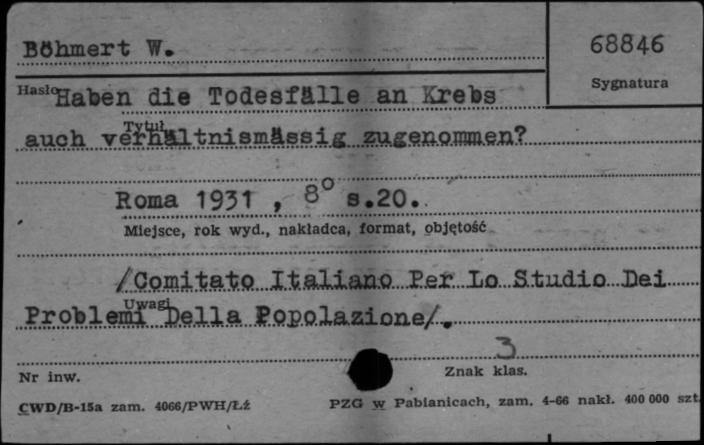 Böhmert W.
68846
Sygnatura
Hasło
Haben die Todesfälle an Krebs
Tytuł
auch verhältnismässig zugenommen?
Roma 1931 , 8° s.20.
Miejsce, rok wyd., nakładca, format, objętość
/Comitato Italiano Per Lo Studio Dei
Uwagi
Problemi Della Popolazione/.
3
Nr inw.
Znak klas.
CWD/B-15a zam. 4066/PWH/Łź
PZG w Pabianicach, zam. 4-66 nakł. 400 000 szt.